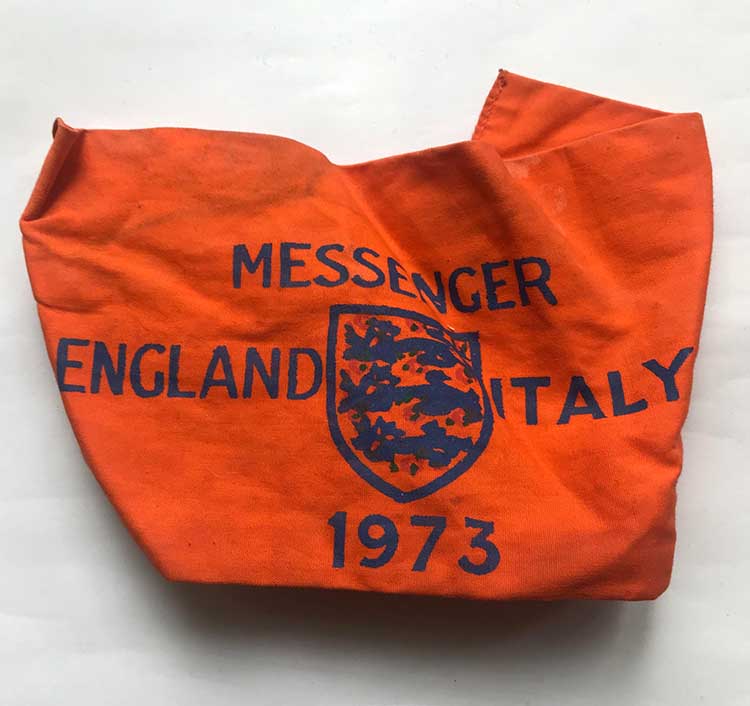 MESSENGER
ENGLAND ITALY
1973